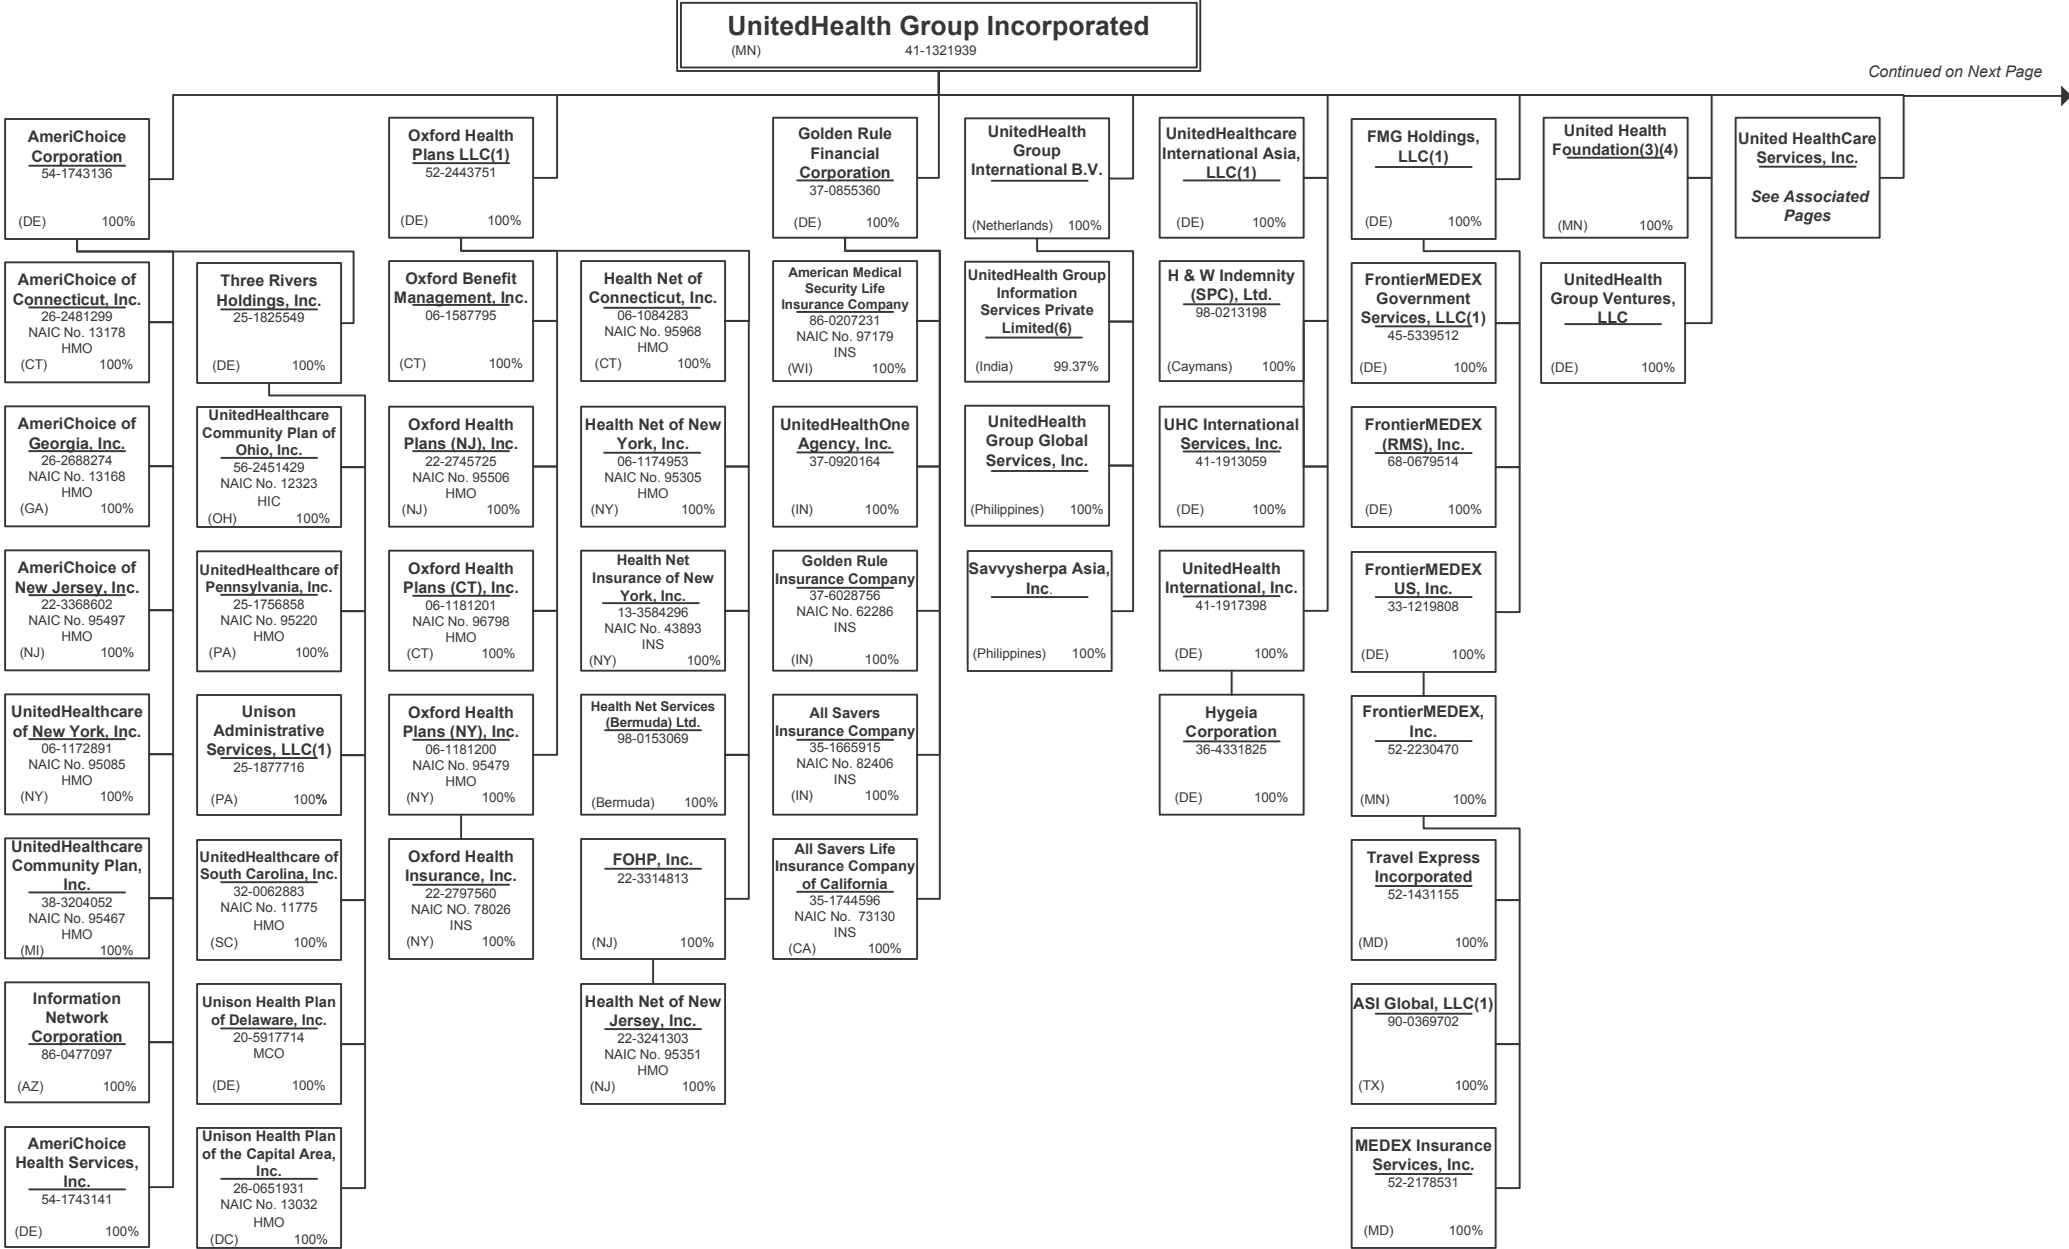 UnitedHealth Group Incorporated
(MN) 41-1321939
Continued on Next Page
AmeriChoice
Corporation
54-1743136
(DE) 100%
AmeriChoice of
Connecticut, Inc.
26-2481299
NAIC No. 13178
HMO
(CT) 100%
AmeriChoice of
Georgia, Inc.
26-2688274
NAIC No. 13168
HMO
(GA) 100%
AmeriChoice of
New Jersey, Inc.
22-3368602
NAIC No. 95497
HMO
(NJ) 100%
UnitedHealthcare
of New York, Inc.
06-1172891
NAIC No. 95085
HMO
(NY) 100%
UnitedHealthcare
Community Plan,
Inc.
38-3204052
NAIC No. 95467
HMO
(MI) 100%
Information
Network
Corporation
86-0477097
(AZ) 100%
AmeriChoice
Health Services,
Inc.
54-1743141
(DE) 100%
Three Rivers
Holdings, Inc.
25-1825549
(DE) 100%
UnitedHealthcare
Community Plan of
Ohio, Inc.
56-2451429
NAIC No. 12323
HIC
(OH) 100%
UnitedHealthcare of
Pennsylvania, Inc.
25-1756858
NAIC No. 95220
HMO
(PA) 100%
Unison
Administrative
Services, LLC(1)
25-1877716
(PA) 100%
UnitedHealthcare of
South Carolina, Inc.
32-0062883
NAIC No. 11775
HMO
(SC) 100%
Unison Health Plan
of Delaware, Inc.
20-5917714
MCO
(DE) 100%
Unison Health Plan
of the Capital Area,
Inc.
26-0651931
NAIC No. 13032
HMO
(DC) 100%
Oxford Health
Plans LLC(1)
52-2443751
(DE) 100%
Oxford Benefit
Management, Inc.
06-1587795
(CT) 100%
Oxford Health
Plans (NJ), Inc.
22-2745725
NAIC No. 95506
HMO
(NJ) 100%
Oxford Health
Plans (CT), Inc.
06-1181201
NAIC No. 96798
HMO
(CT) 100%
Oxford Health
Plans (NY), Inc.
06-1181200
NAIC No. 95479
HMO
(NY) 100%
Oxford Health
Insurance, Inc.
22-2797560
NAIC NO. 78026
INS
(NY) 100%
Health Net of
Connecticut, Inc.
06-1084283
NAIC No. 95968
HMO
(CT) 100%
Health Net of New
York, Inc.
06-1174953
NAIC No. 95305
HMO
(NY) 100%
Health Net
Insurance of New
York, Inc.
13-3584296
NAIC No. 43893
INS
(NY) 100%
Health Net Services
(Bermuda) Ltd.
98-0153069
(Bermuda) 100%
FOHP, Inc.
22-3314813
(NJ) 100%
Health Net of New
Jersey, Inc.
22-3241303
NAIC No. 95351
HMO
(NJ) 100%
Golden Rule
Financial
Corporation
37-0855360
(DE) 100%
American Medical
Security Life
Insurance Company
86-0207231
NAIC No. 97179
INS
(WI) 100%
UnitedHealthOne
Agency, Inc.
37-0920164
(IN) 100%
Golden Rule
Insurance Company
37-6028756
NAIC No. 62286
INS
(IN) 100%
All Savers
Insurance Company
35-1665915
NAIC No. 82406
INS
(IN) 100%
All Savers Life
Insurance Company
of California
35-1744596
NAIC No. 73130
INS
(CA) 100%
UnitedHealth
Group
International B.V.
(Netherlands) 100%
UnitedHealth Group
Information
Services Private
Limited(6)
(India) 99.37%
UnitedHealth
Group Global
Services, Inc.
(Philippines) 100%
Savvysherpa Asia,
Inc.
(Philippines) 100%
UnitedHealthcare
International Asia,
LLC(1)
(DE) 100%
H & W Indemnity
(SPC), Ltd.
98-0213198
(Caymans) 100%
UHC International
Services, Inc.
41-1913059
(DE) 100%
UnitedHealth
International, Inc.
41-1917398
(DE) 100%
Hygeia
Corporation
36-4331825
(DE) 100%
FMG Holdings,
LLC(1)
(DE) 100%
FrontierMEDEX
Government
Services, LLC(1)
45-5339512
(DE) 100%
FrontierMEDEX
(RMS), Inc.
68-0679514
(DE) 100%
FrontierMEDEX
US, Inc.
33-1219808
(DE) 100%
FrontierMEDEX,
Inc.
52-2230470
(MN) 100%
Travel Express
Incorporated
52-1431155
(MD) 100%
ASI Global, LLC(1)
90-0369702
(TX) 100%
MEDEX Insurance
Services, Inc.
52-2178531
(MD) 100%
United Health
Foundation(3)(4)
(MN) 100%
UnitedHealth
Group Ventures,
LLC
(DE) 100%
United HealthCare
Services, Inc.
See Associated
Pages